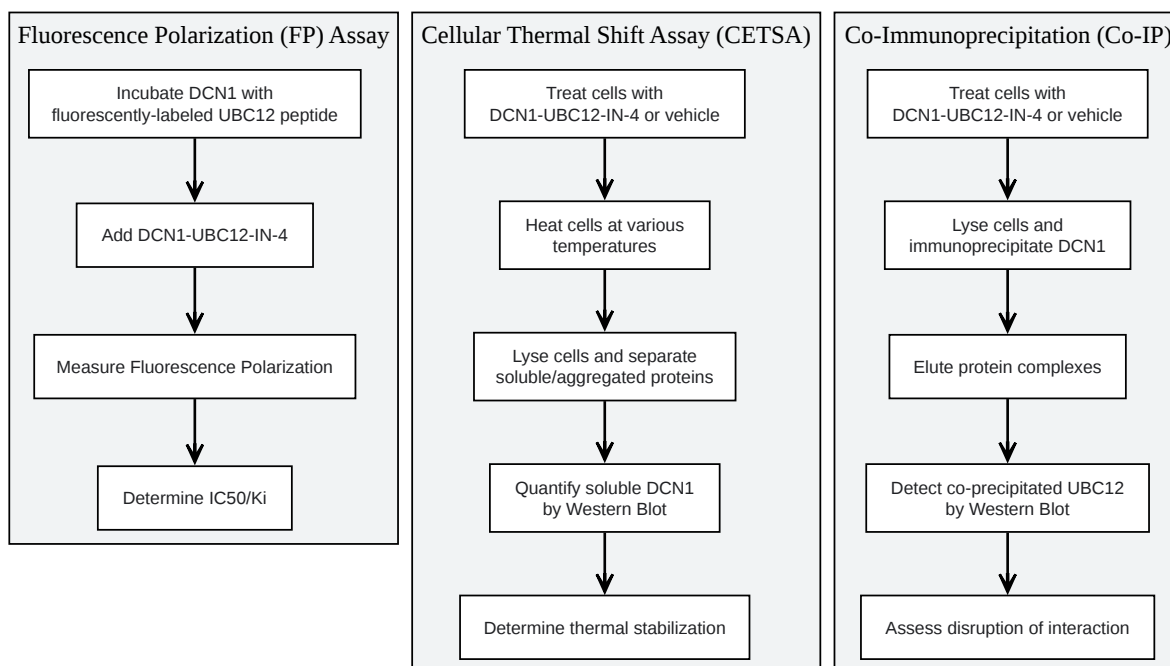 Fluorescence Polarization (FP) Assay
Incubate DCN1 with
fluorescently-labeled UBC12 peptide
Add DCN1-UBC12-IN-4
Measure Fluorescence Polarization
Determine IC50/Ki
Cellular Thermal Shift Assay (CETSA)
Treat cells with
DCN1-UBC12-IN-4 or vehicle
Heat cells at various
temperatures
Lyse cells and separate
soluble/aggregated proteins
Quantify soluble DCN1
by Western Blot
Determine thermal stabilization
Co-Immunoprecipitation (Co-IP)
Treat cells with
DCN1-UBC12-IN-4 or vehicle
Lyse cells and
immunoprecipitate DCN1
Elute protein complexes
Detect co-precipitated UBC12
by Western Blot
Assess disruption of interaction